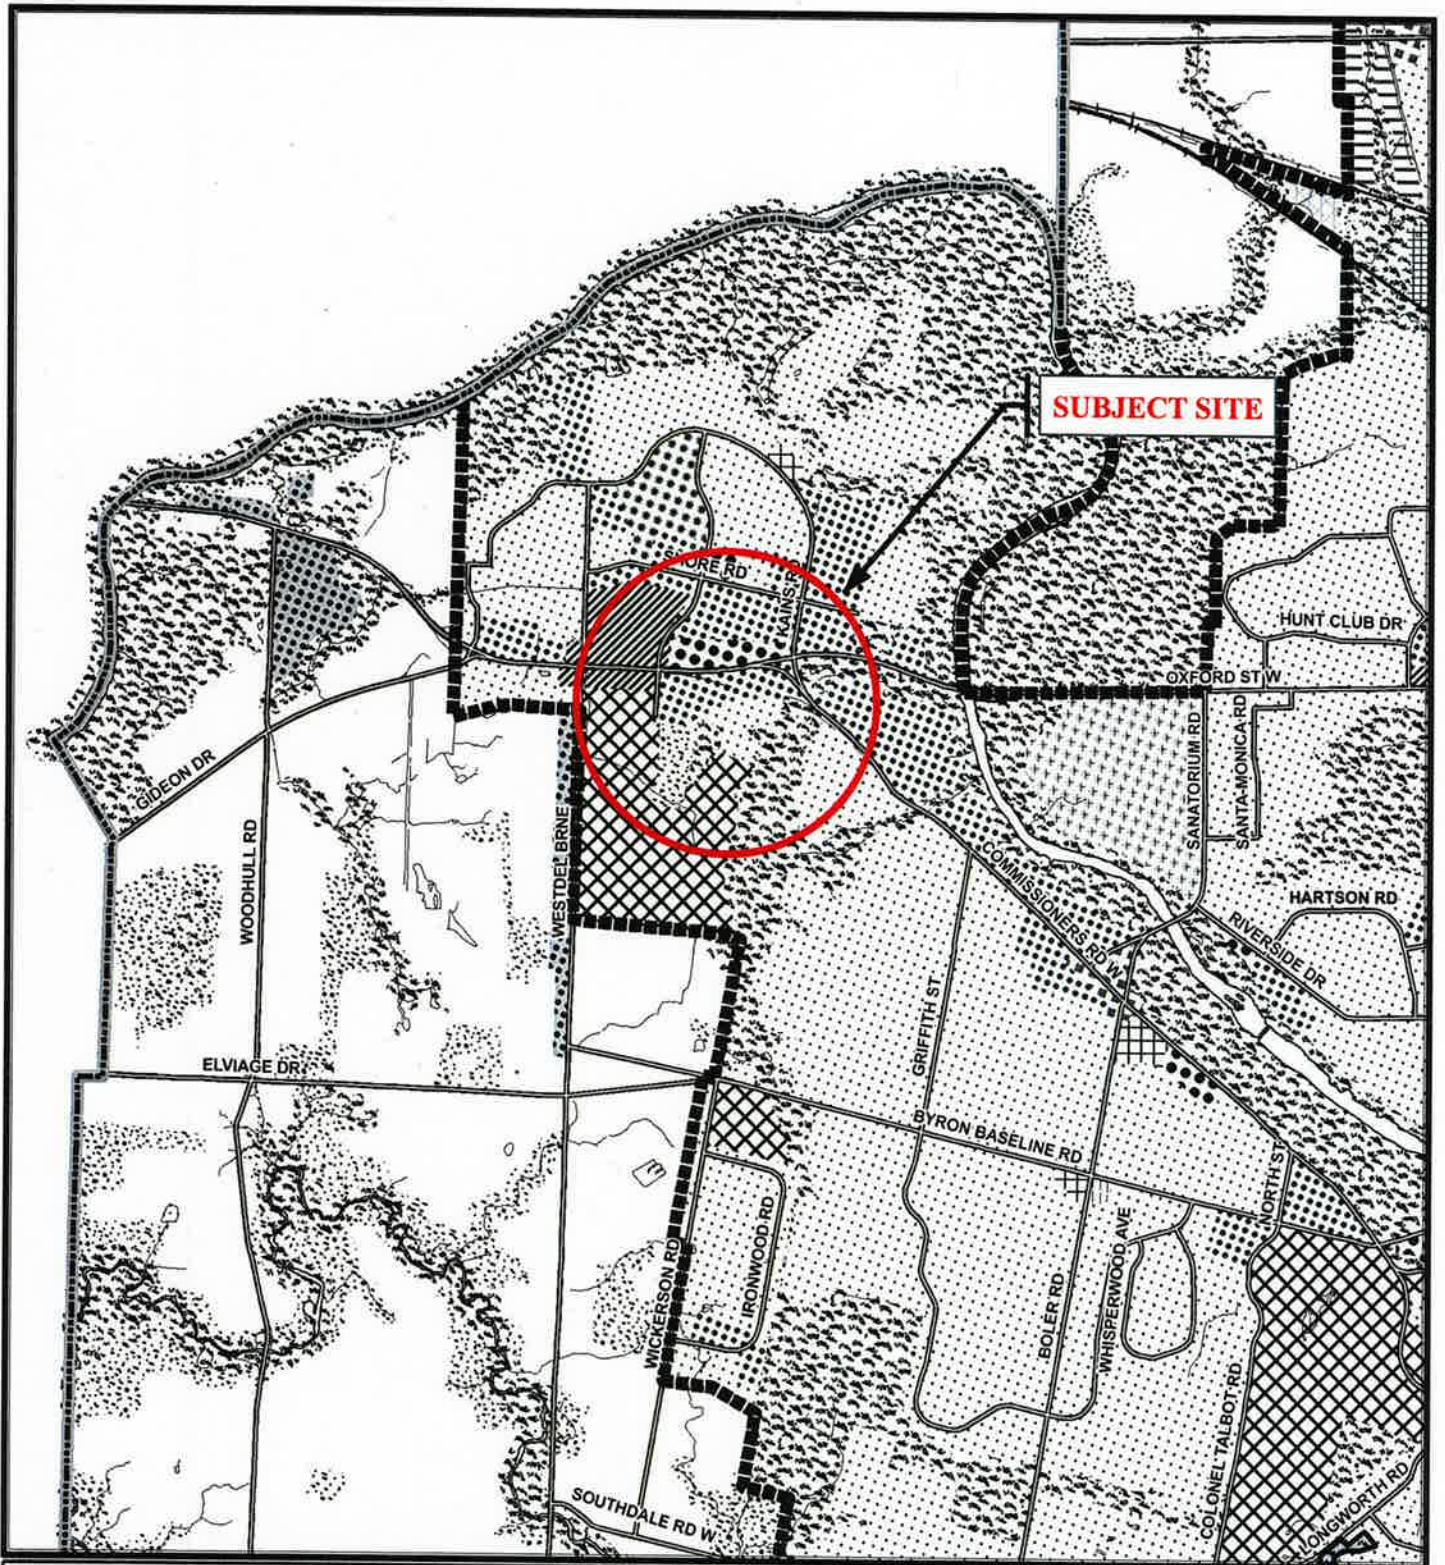 SUBJECT SITE
ORE RD
KAINS R
HUNT CLUB DR
OXFORD ST W
GIDEON DR
SANATORIUM RD
SANTA MONICA RD
WOODHULL RD
WESTDEL BRNE
COMMISSIONERS RD W
HARTSON RD
RIVERSIDE DR
GRIFFITH ST
ELVIAGE DR
BYRON BASELINE RD
NORTH ST
WICKERSON RD
IRONWOOD RD
BOLER RD
WHISPERWOOD AVE
COLONEL TALBOT RD
LONGWORTH RD
SOUTHDALE RD W